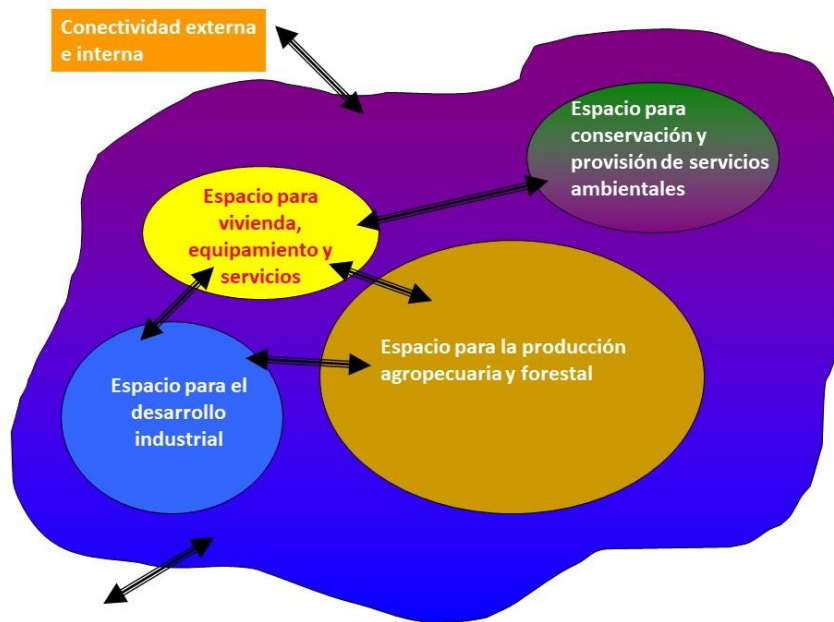 Conectividad externa
e interna
Espacio para
conservación y
provisión de servicios
ambientales
Espacio para
vivienda,
equipamiento y
servicios
Espacio para la producción
agropecuaria y forestal
Espacio para el
desarrollo
industrial